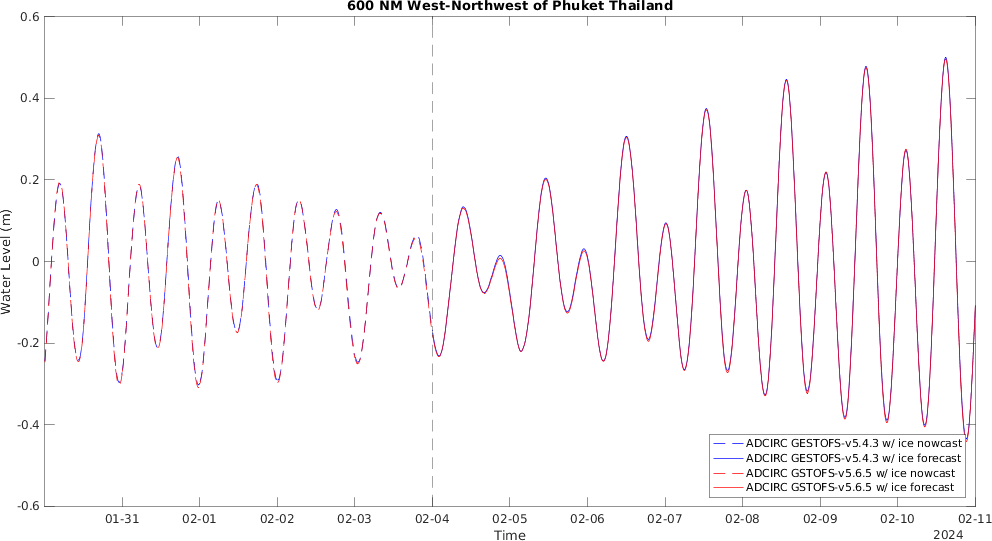 600 NM West-Northwest of Phuket Thailand
0.6
0.4
0.2
0
-0.2
-0.4
-0.6
Water Level (m)
01-31 02-01 02-02 02-03 02-04 02-05 02-06 02-07 02-08 02-09 02-10 02-11
Time
2024
ADCIRC GESTOFS-v5.4.3 w/ ice nowcast
ADCIRC GESTOFS-v5.4.3 w/ ice forecast
ADCIRC GSTOFS-v5.6.5 w/ ice nowcast
ADCIRC GSTOFS-v5.6.5 w/ ice forecast